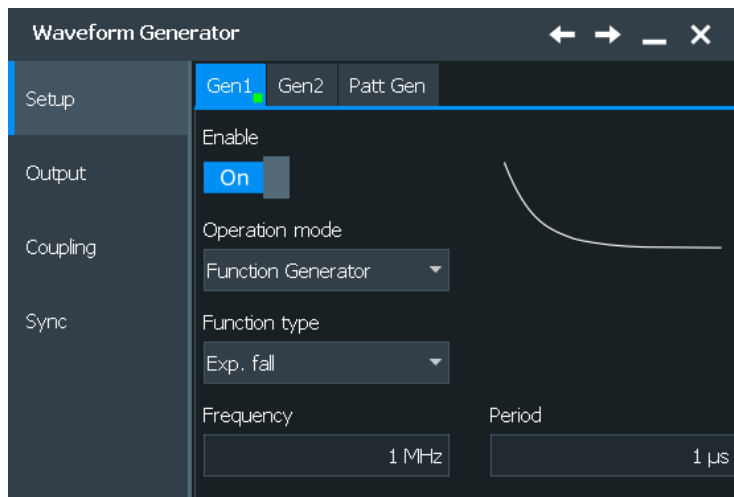 Waveform Generator
Setup
Gen1 Gen2 Patt Gen
Enable
Output
On
Operation mode
Coupling
Function Generator
Sync
Function type
Exp. fall
Frequency Period
1 MHz 1 µs